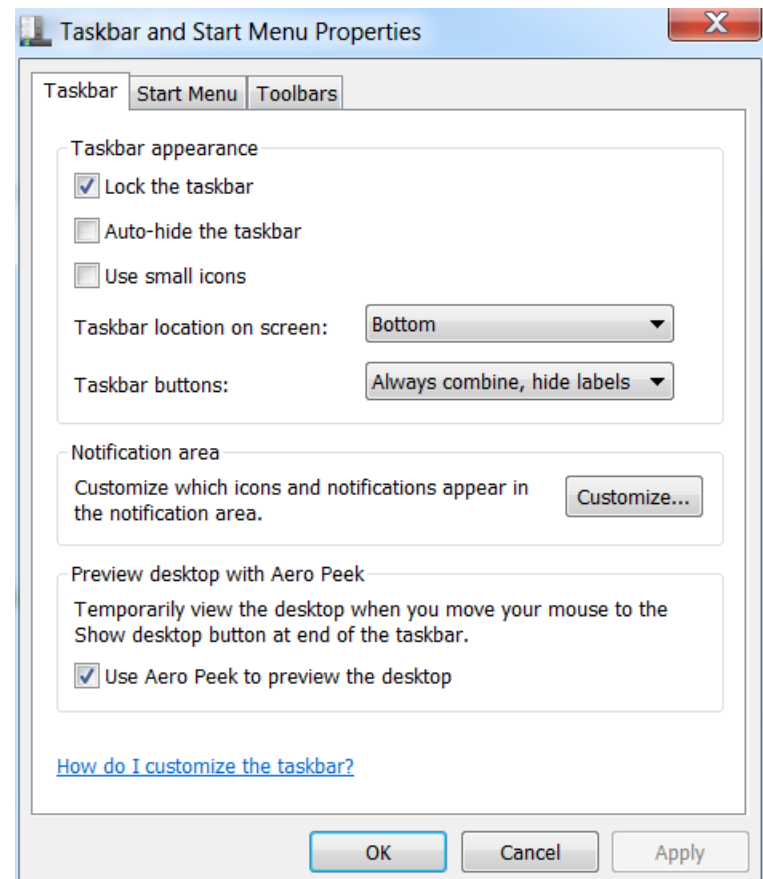 Taskbar and Start Menu Properties
X
Taskbar
Start Menu
Toolbars
Taskbar appearance
Lock the taskbar
Auto-hide the taskbar
Use small icons
Taskbar location on screen:
Bottom
Taskbar buttons:
Always combine, hide labels
Notification area
Customize which icons and notifications appear in
the notification area.
Customize...
Preview desktop with Aero Peek
Temporarily view the desktop when you move your mouse to the
Show desktop button at end of the taskbar.
Use Aero Peek to preview the desktop
How do I customize the taskbar?
OK
Cancel
Apply